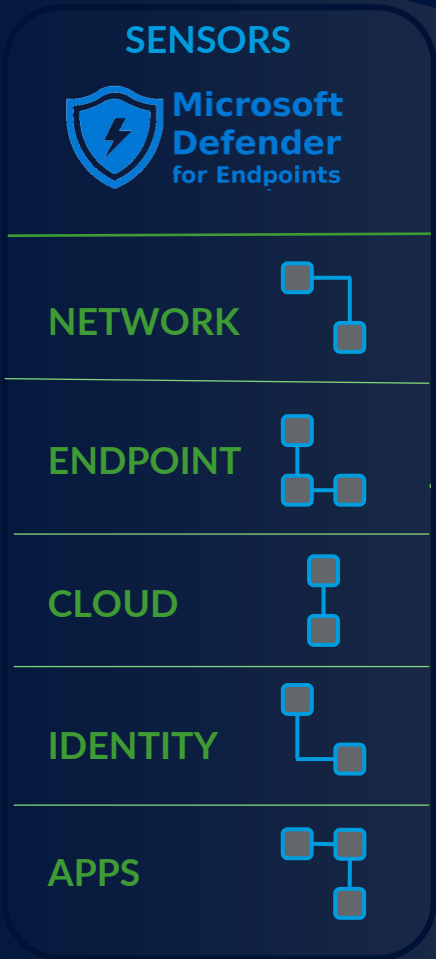 SENSORS
Microsoft
Defender
for Endpoints
NETWORK
ENDPOINT
CLOUD
IDENTITY
APPS